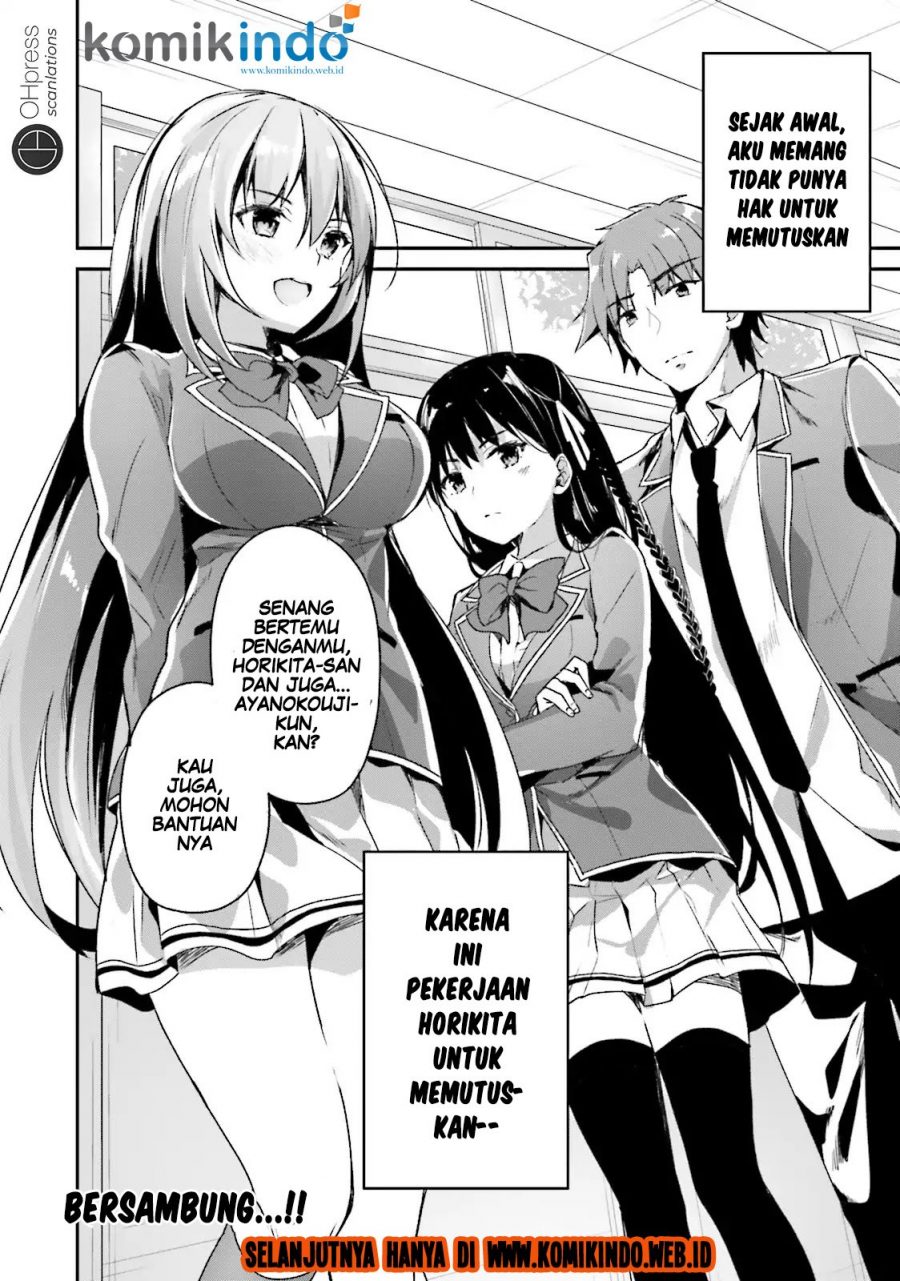 OHpress
scanlations
komikindo
www.komikindo.web.id
SEJAK AWAL,
AKU MEMANG
TIDAK PUNYA
HAK UNTUK
MEMUTUSKAN
SENANG
BERTEMU
DENGANMU,
HORIKITA-SAN
DAN JUGA...
AYANOKOUJI-
KUN,
KAN?
KAU
JUGA,
MOHON
BANTUAN
NYA
KARENA
INI
PEKERJAAN
HORIKITA
UNTUK
MEMUTUS-
KAN--
BERSAMBUNG...!!
SELANJUTNYA HANYA DI WWW.KOMIKINDO.WEB.ID